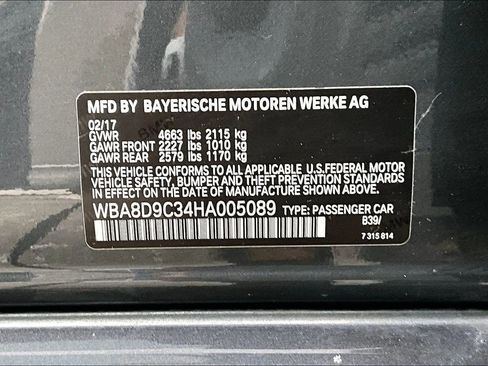 MFD BY BAYERISCHE MOTOREN WERKE AG
02/17
GVWR 4663 lbs 2115 kg
GAWR FRONT 2227 lbs 1010 kg
GAWR REAR 2579 lbs 1170 kg
THIS VEHICLE CONFORMS TO ALL APPLICABLE U.S.FEDERAL MOTOR
VEHICLE SAFETY, BUMPER, AND THEFT PREVENTION STANDARDS IN
EFFECT ON THE DATE OF MANUFACTURE SHOWN ABOVE.
WBA8D9C34HA005089 TYPE: PASSENGER CAR
B39/
7 315 814